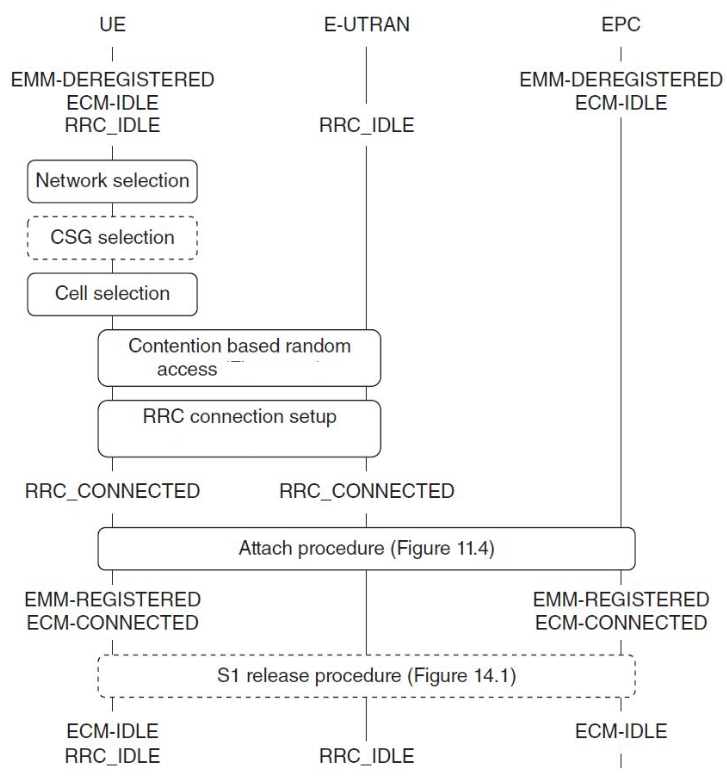 UE E-UTRAN EPC
EMM-DEREGISTERED EMM-DEREGISTERED
ECM-IDLE ECM-IDLE
RRC_IDLE RRC_IDLE
Network selection
CSG selection
Cell selection
Contention based random
access
RRC connection setup
RRC_CONNECTED RRC_CONNECTED
Attach procedure (Figure 11.4)
EMM-REGISTERED EMM-REGISTERED
ECM-CONNECTED ECM-CONNECTED
S1 release procedure (Figure 14.1)
ECM-IDLE ECM-IDLE
RRC_IDLE RRC_IDLE